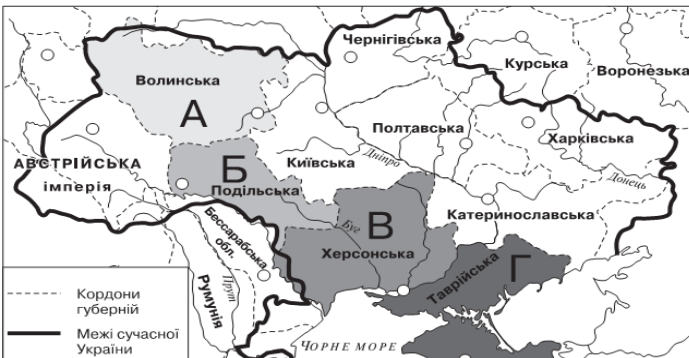 Чернігівська
Волинська
А
Курська
Воронезька
Полтавська
Харківська
АВСТРІЙСЬКА
імперія
Б
Подільська
Київська
Дніпро
Донець
Бессарабська
обл.
Буг
В
Херсонська
Катеринославська
Таврійська
Г
Румунія
Прут
Кордони
губерній
Межі сучасної
України
ЧОРНЕ МОРЕ